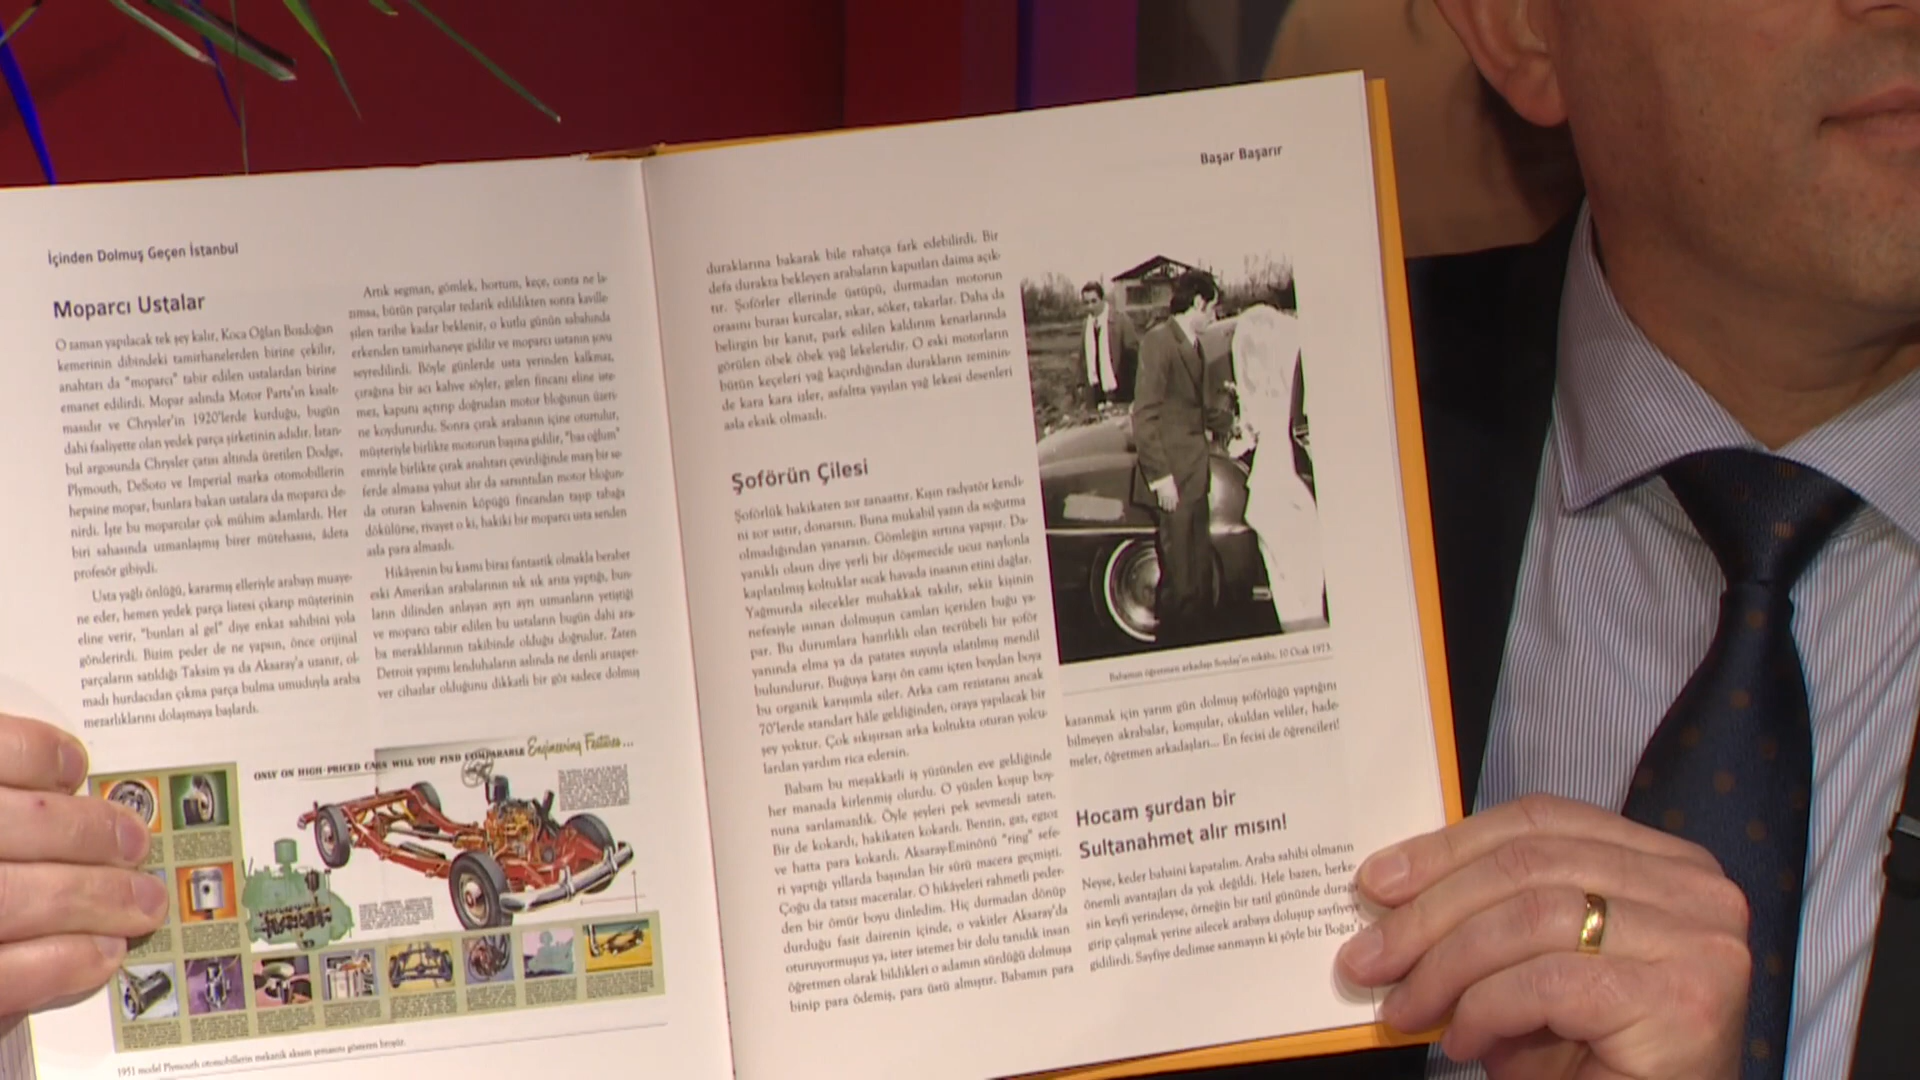 İçinden Dolmuş Geçen İstanbul
Moparcı Ustalar
O zaman yapılacak tek şey kalır, Koca Oğlan Bozdoğan
kemerinin dibindeki tamirhanelerden birine çekilir,
anahtarı da "moparcı" tabir edilen ustalardan birine
emanet edilirdi. Mopar aslında Motor Parts'ın kısalt-
masıdır ve Chrysler'in 1920'lerde kurduğu, bugün
dahi faaliyette olan yedek parça şirketinin adıdır. İstan-
bul argosunda Chrysler çatısı altında üretilen Dodge,
Plymouth, DeSoto ve Imperial marka otomobillerin
hepsine mopar, bunlara bakan ustalara da moparcı de-
nirdi. İşte bu moparcılar çok mühim adamlardı. Her
biri sahasında uzmanlaşmış birer mütehassıs, âdeta
profesör gibiydi.
Usta yağlı önlüğü, kararmış elleriyle arabayı muaye-
ne eder, hemen yedek parça listesi çıkarıp müşterinin
eline verir, "bunları al gel" diye enkaz sahibini yola
gönderirdi. Bizim peder de ne yapsın, önce orijinal
parçaların satıldığı Taksim ya da Aksaray'a uzanır, ol-
madı hurdacıdan çıkma parça bulma umuduyla araba
mezarlıklarını dolaşmaya başlardı.
Artık segman, gömlek, hortum, keçe, conta ne la-
zımsa, bütün parçalar tedarik edildikten sonra kaville-
şilen tarihe kadar beklenir, o kutlu günün sabahında
erkenden tamirhaneye gidilir ve moparcı ustanın şovu
seyredilirdi. Böyle günlerde usta yerinden kalkmaz,
çırağına bir acı kahve söyler, gelen fincanı eline iste-
mez, kaputu açtırıp doğrudan motor bloğunun üzeri-
ne koydururdu. Sonra çırak arabanın içine oturtulur,
müşteriyle birlikte motorun başına gidilir, "bas oğlum"
emriyle birlikte çırak anahtarı çevirdiğinde marş bir se-
ferde almazsa yahut alır da sarsıntıdan motor bloğun-
da oturan kahvenin köpüğü fincandan taşıp tabağa
dökülürse, rivayet o ki, hakiki bir moparcı usta senden
asla para almazdı.
Hikâyenin bu kısmı biraz fantastik olmakla beraber
eski Amerikan arabalarının sık sık arıza yaptığı, bun-
ların dilinden anlayan ayrı ayrı uzmanların yetiştiği
ve moparcı tabir edilen bu ustaların bugün dahi ara-
ba meraklılarının takibinde olduğu doğrudur. Zaten
Detroit yapımı lenduhaların aslında ne denli arızaper-
ver cihazlar olduğunu dikkatli bir göz sadece dolmuş
ONLY ON HIGH-PRICED CARS WILL YOU FIND COMPARABLE Engineering Features...
1951 model Plymouth otomobillerin mekanik aksam şemasını gösteren broşür.
Başar Başarır
duraklarına bakarak bile rahatça fark edebilirdi. Bir
defa durakta bekleyen arabaların kaputları daima açık-
tır. Şoförler ellerinde üstüpü, durmadan motorun
orasını burası kurcalar, sıkar, söker, takarlar. Daha da
belirgin bir kanıt, park edilen kaldırım kenarlarında
görülen öbek öbek yağ lekeleridir. O eski motorların
bütün keçeleri yağ kaçırdığından durakların zeminin-
de kara kara izler, asfaltta yayılan yağ lekesi desenleri
asla eksik olmazdı.
Şoförün Çilesi
Şoförlük hakikaten zor zanaattır. Kışın radyatör kendi-
ni zor ısıtır, donarsın. Buna mukabil yazın da soğutma
olmadığından yanarsın. Gömleğin sırtına yapışır. Da-
yanıklı olsun diye yerli bir döşemecide ucuz naylonla
kaplatılmış koltuklar sıcak havada insanın etini dağlar.
Yağmurda silecekler muhakkak takılır, sekiz kişinin
nefesiyle ısınan dolmuşun camları içeriden buğu ya-
par. Bu durumlara hazırlıklı olan tecrübeli bir şoför
yanında elma ya da patates suyuyla ıslatılmış mendil
bulundurur. Buğuya karşı ön camı içten boydan boya
bu organik karışımla siler. Arka cam rezistansı ancak
70'lerde standart hâle geldiğinden, oraya yapılacak bir
şey yoktur. Çok sıkışırsan arka koltukta oturan yolcu-
lardan yardım rica edersin.
Babam bu meşakkatli iş yüzünden eve geldiğinde
her manada kirlenmiş olurdu. O yüzden koşup boy-
nuna sarılamazdık. Öyle şeyleri pek sevmezdi zaten.
Bir de kokardı, hakikaten kokardı. Benzin, gaz, egzoz
ve hatta para kokardı. Aksaray-Eminönü "ring" sefe-
ri yaptığı yıllarda başından bir sürü macera geçmişti.
Çoğu da tatsız maceralar. O hikâyeleri rahmetli peder-
den bir ömür boyu dinledim. Hiç durmadan dönüp
durduğu fasit dairenin içinde, o vakitler Aksaray'da
oturuyormuşuz ya, ister istemez bir dolu tanıdık insan
öğretmen olarak bildikleri o adamın sürdüğü dolmuşa
binip para ödemiş, para üstü almıştır. Babamın para
Babamın öğretmen arkadaşı Soyday'ın nikâhı, 10 Ocak 1973.
kazanmak için yarım gün dolmuş şoförlüğü yaptığını
bilmeyen akrabalar, komşular, okuldan veliler, hade-
meler, öğretmen arkadaşları... En fecisi de öğrencileri!
Hocam şurdan bir
Sultanahmet alır mısın!
Neyse, keder bahsini kapatalım. Araba sahibi olmanın
önemli avantajları da yok değildi. Hele bazen, herke-
sin keyfi yerindeyse, örneğin bir tatil gününde durağa
girip çalışmak yerine ailecek arabaya doluşup sayfiyeye
gidilirdi. Sayfiye dedimse sanmayın ki şöyle bir Boğaz'